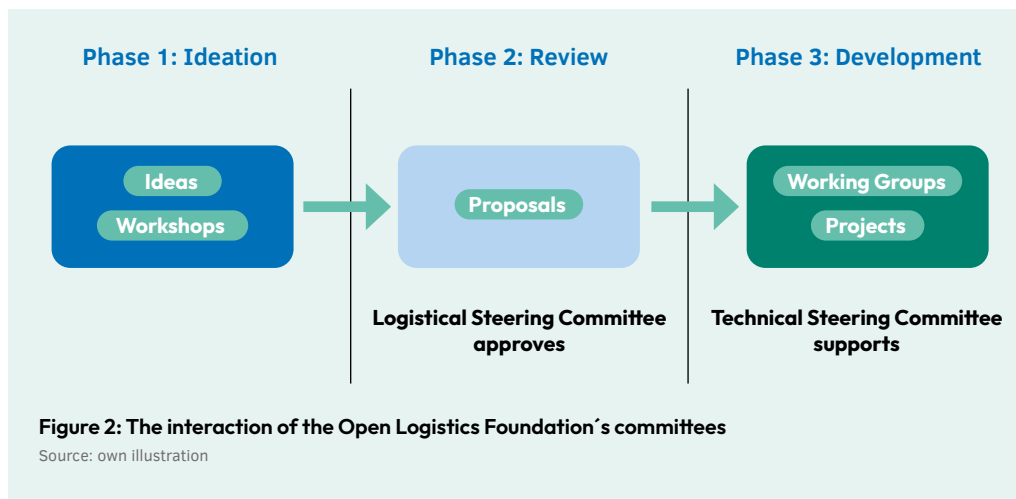 Phase 1: Ideation
Phase 2: Review
Phase 3: Development
Ideas
Workshops
Proposals
Working Groups
Projects
Logistical Steering Committee
approves
Technical Steering Committee
supports
Figure 2: The interaction of the Open Logistics Foundation´s committees
Source: own illustration